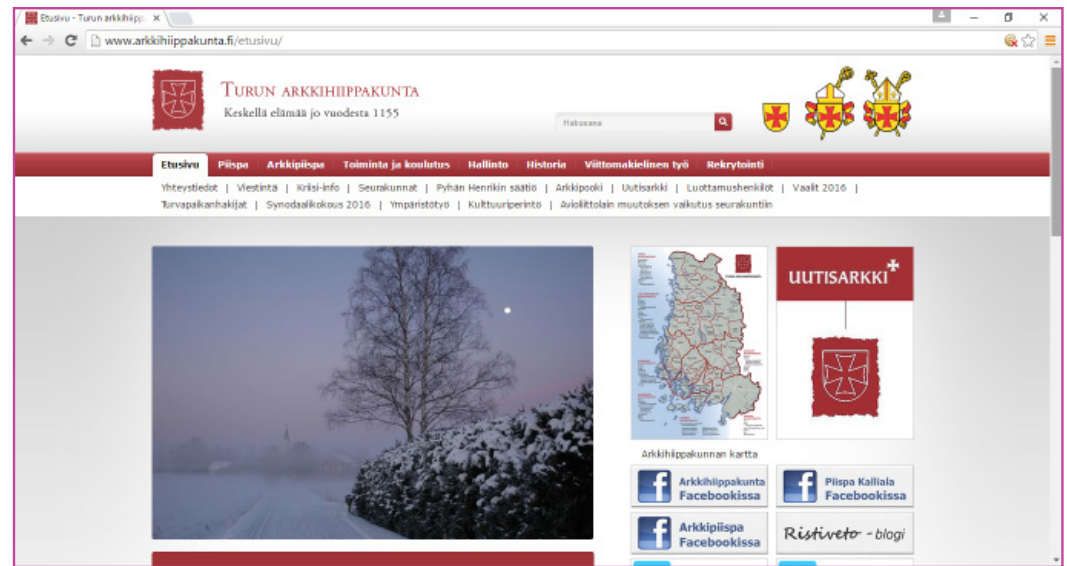 Etusivu - Turun arkkihiipp
www.arkkihiippakunta.fi/etusivu/
TURUN ARKKIHIIPPAKUNTA
Keskellä elämää jo vuodesta 1155
Hakusana
Etusivu Piispa Arkkipiispa Toiminta ja koulutus Hallinto Historia Viittomakielinen työ Rekrytointi
Yhteystiedot | Viestintä | Kriisi-info | Seurakunnat | Pyhän Henrikin säätiö | Arkkipooki | Uutisarkki | Luottamushenkilöt | Vaalit 2016 |
Turvapaikanhakijat | Synodaalikokous 2016 | Ympäristötyö | Kulttuuriperintö | Avioliittolain muutoksen vaikutus seurakuntiin
UUTISARKKI
Arkkihiippakunnan kartta
Arkkihiippakunta
Facebookissa
Piispa Kalliala
Facebookissa
Arkkipiispa
Facebookissa
Ristiveto - blogi